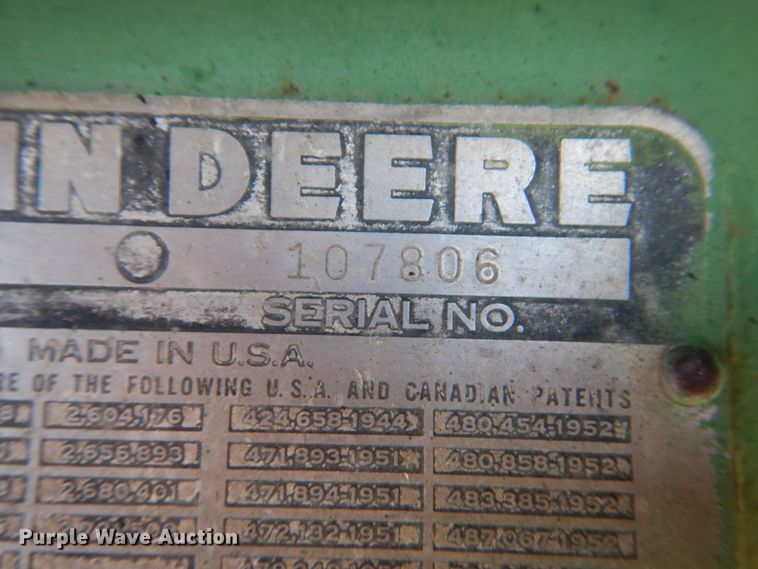 DEERE
107806
SERIAL NO.
MADE IN U.S.A.
OF THE FOLLOWING U.S.A. AND CANADIAN PATENTS
2,604,176 424,658-1944 480,454-1952
2,656,893 471,893-1951 480,858-1952
2,680,401 471,894-1951 483,385-1952
472,132-1951
Purple Wave Auction